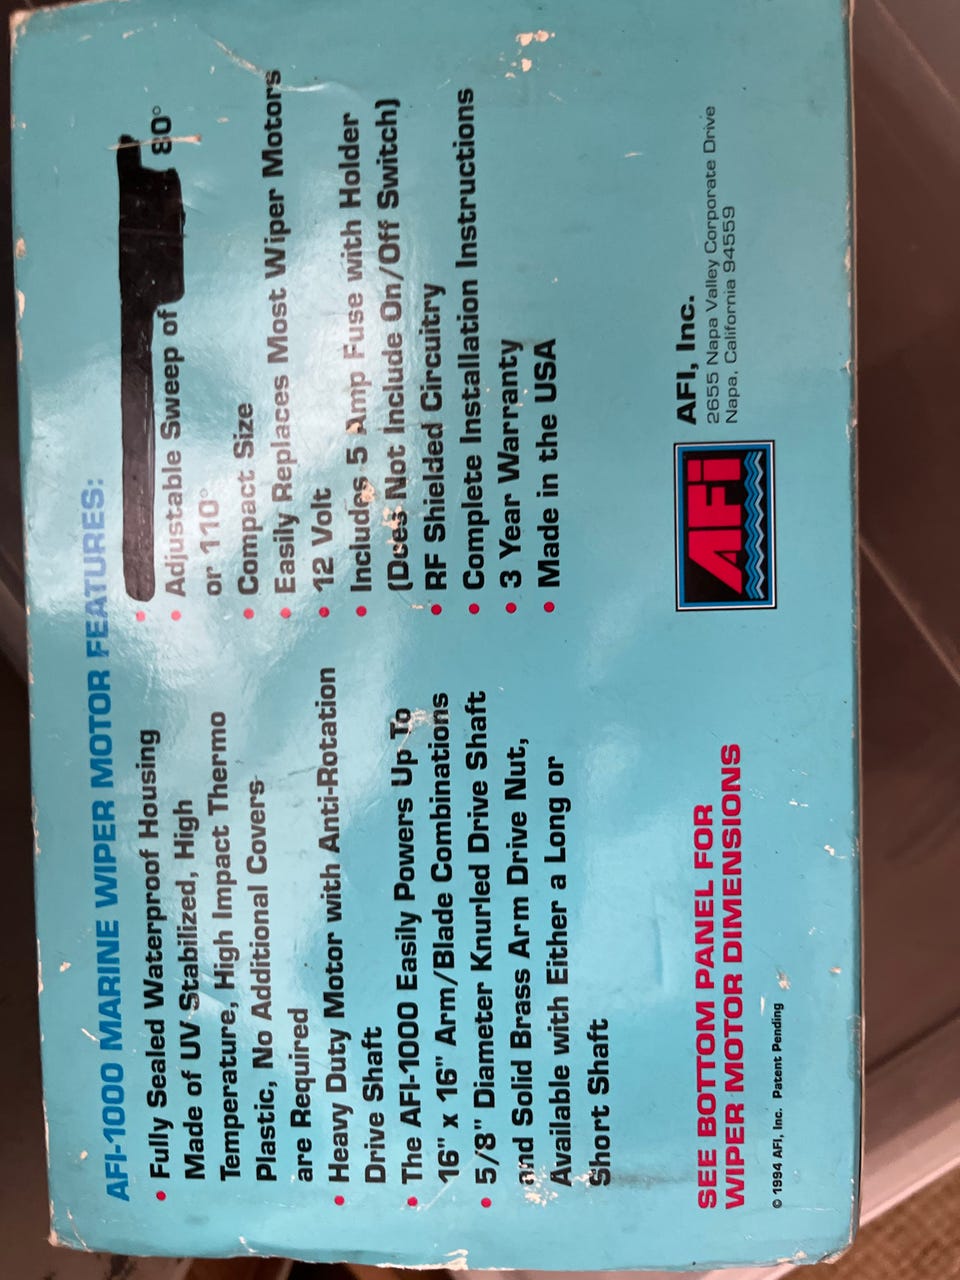 AFI-1000 MARINE WIPER MOTOR FEATURES:
• Fully Sealed Waterproof Housing
Made of UV Stabilized, High
Temperature, High Impact Thermo
Plastic, No Additional Covers
are Required
• Heavy Duty Motor with Anti-Rotation
Drive Shaft
• The AFI-1000 Easily Powers Up To
16" x 16" Arm/Blade Combinations
• 5/8" Diameter Knurled Drive Shaft
and Solid Brass Arm Drive Nut,
Available with Either a Long or
Short Shaft
•
• Adjustable Sweep of 80°
or 110°
• Compact Size
• Easily Replaces Most Wiper Motors
• 12 Volt
• Includes 5 Amp Fuse with Holder
(Does Not Include On/Off Switch)
• RF Shielded Circuitry
• Complete Installation Instructions
• 3 Year Warranty
• Made in the USA
SEE BOTTOM PANEL FOR
WIPER MOTOR DIMENSIONS
© 1994 AFI, Inc. Patent Pending
AFi
AFI, Inc.
2655 Napa Valley Corporate Drive
Napa, California 94559